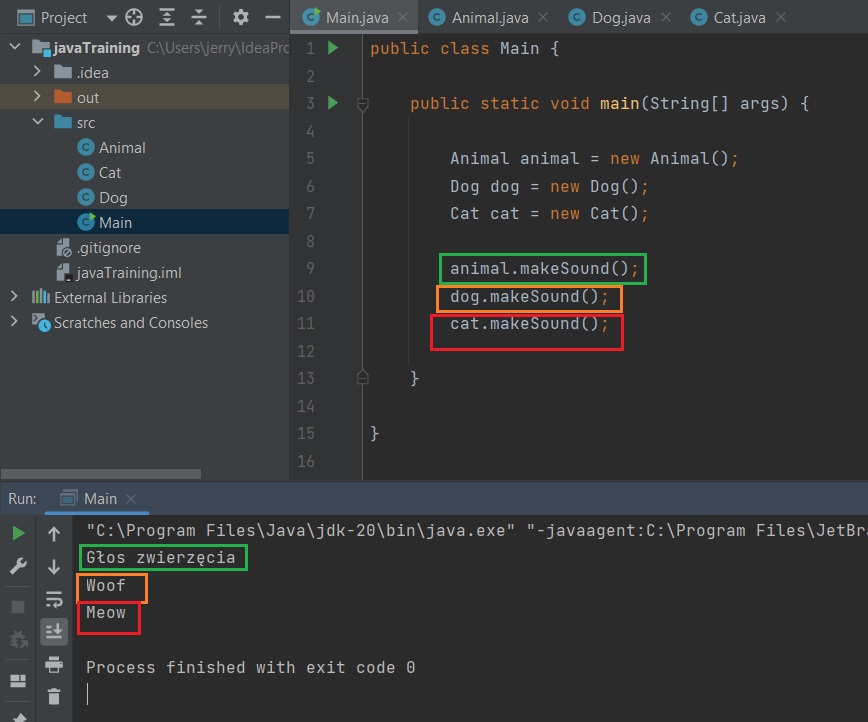 Project
Main.java
Animal.java
Dog.java
Cat.java
javaTraining C:\Users\jerry\IdeaPro
.idea
out
src
Animal
Cat
Dog
Main
.gitignore
javaTraining.iml
External Libraries
Scratches and Consoles
1 public class Main {
2
3 public static void main(String[] args) {
4
5 Animal animal = new Animal();
6 Dog dog = new Dog();
7 Cat cat = new Cat();
8
9 animal.makeSound();
10 dog.makeSound();
11 cat.makeSound();
12
13 }
14
15 }
16
Run: Main
"C:\Program Files\Java\jdk-20\bin\java.exe" "-javaagent:C:\Program Files\JetBra
Głos zwierzęcia
Woof
Meow
Process finished with exit code 0